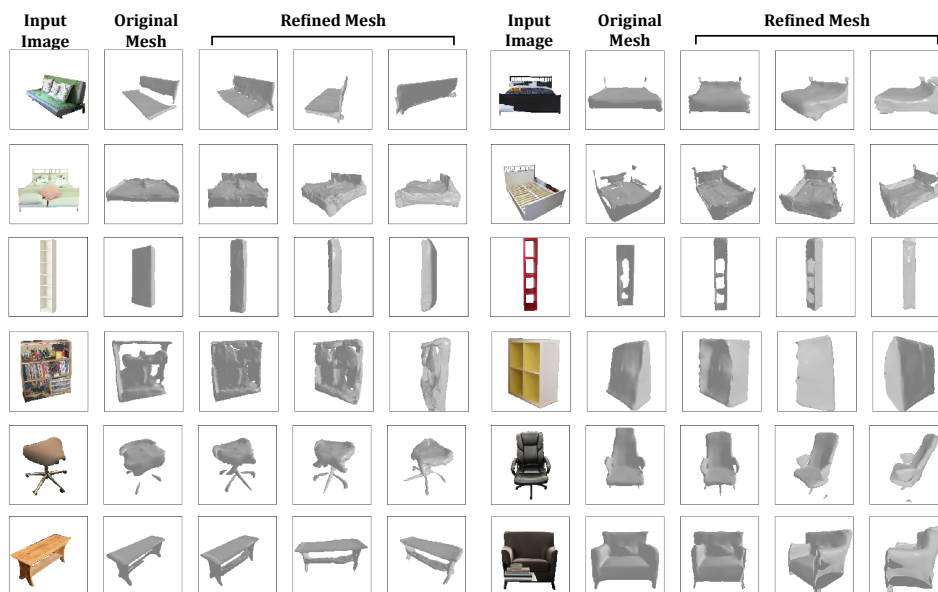 Input
Image
Original
Mesh
Refined Mesh
Input
Image
Original
Mesh
Refined Mesh